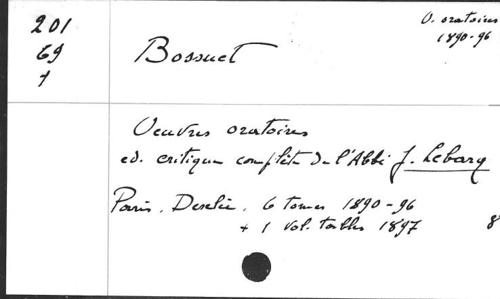 201
69
7
O. oratoires
1890-96
Bossuet
Oeuvres oratoires
ed. critique complète de l'Abbé J. Lebarq
Paris. Desclée. 6 tomes 1890-96
+ 1 vol. tables 1897
8